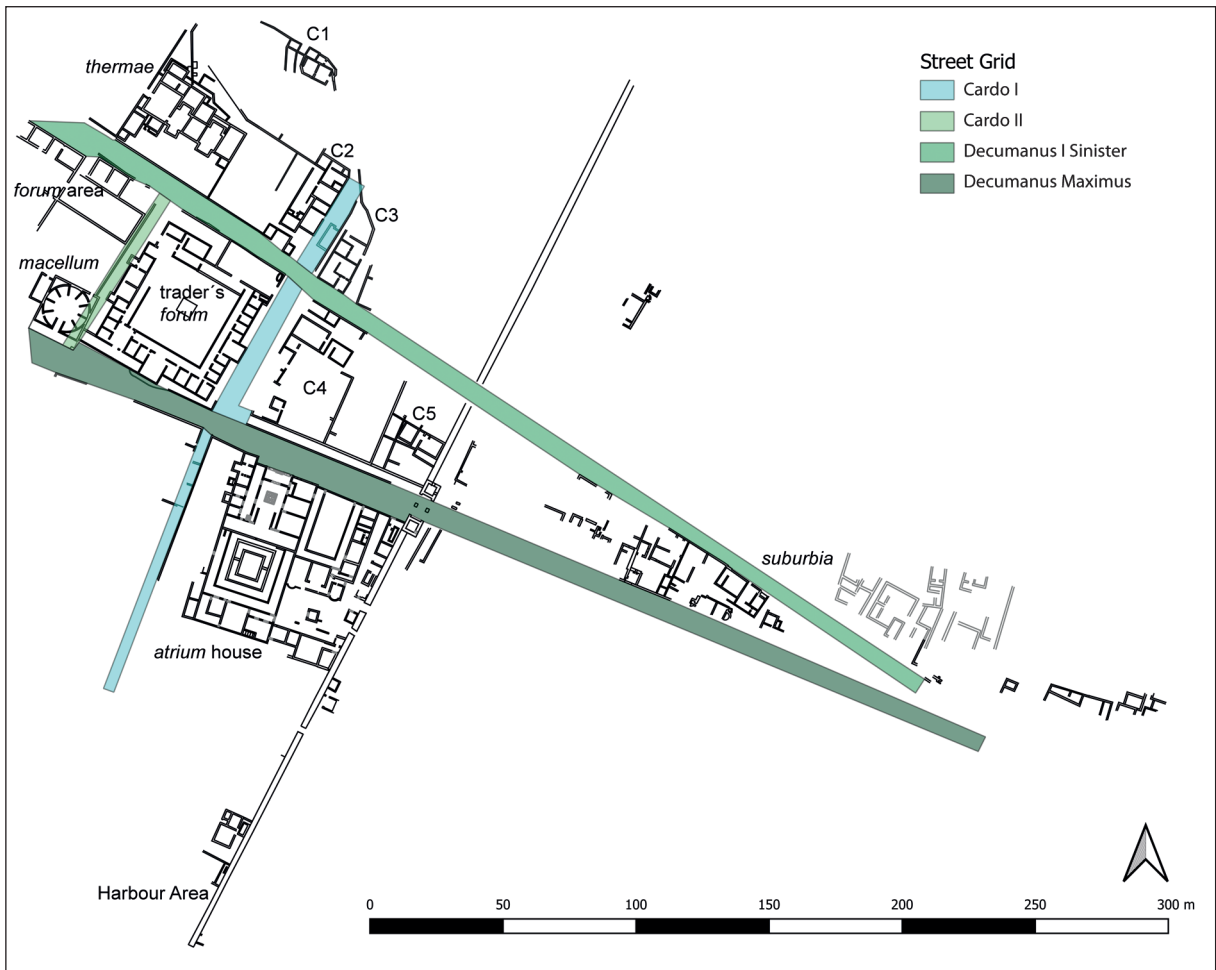 C1
thermae
Street Grid
Cardo I
Cardo II
Decumanus I Sinister
Decumanus Maximus
C2
forum area
C3
macellum
trader´s
forum
C4
C5
suburbia
atrium house
Harbour Area
0 50 100 150 200 250 300 m